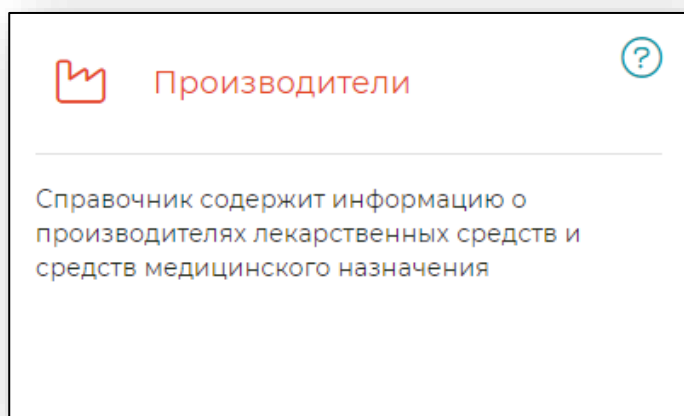 Производители
?
Справочник содержит информацию о
производителях лекарственных средств и
средств медицинского назначения